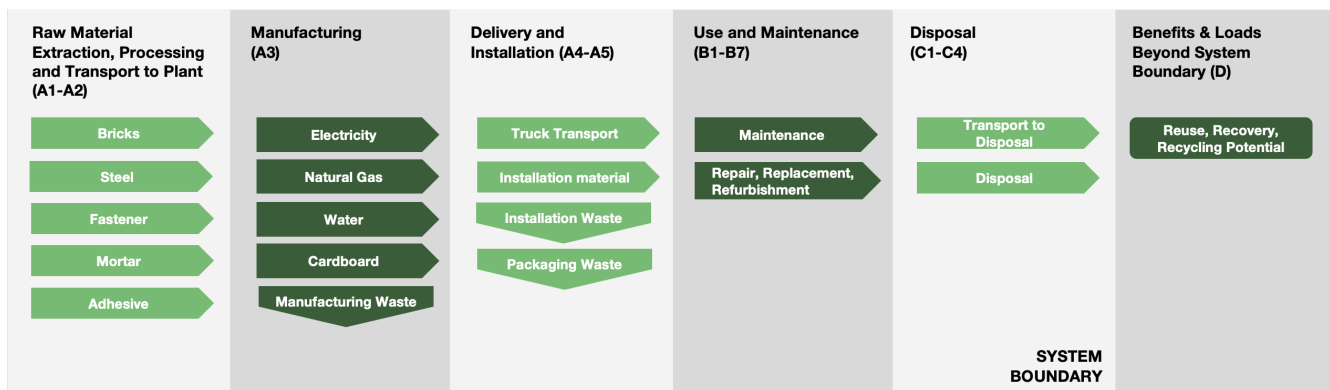 Raw Material
Extraction, Processing
and Transport to Plant
(A1-A2)
Bricks
Steel
Fastener
Mortar
Adhesive
Manufacturing
(A3)
Electricity
Natural Gas
Water
Cardboard
Manufacturing Waste
Delivery and
Installation (A4-A5)
Truck Transport
Installation material
Installation Waste
Packaging Waste
Use and Maintenance
(B1-B7)
Maintenance
Repair, Replacement,
Refurbishment
Disposal
(C1-C4)
Transport to
Disposal
Disposal
SYSTEM
BOUNDARY
Benefits & Loads
Beyond System
Boundary (D)
Reuse, Recovery,
Recycling Potential